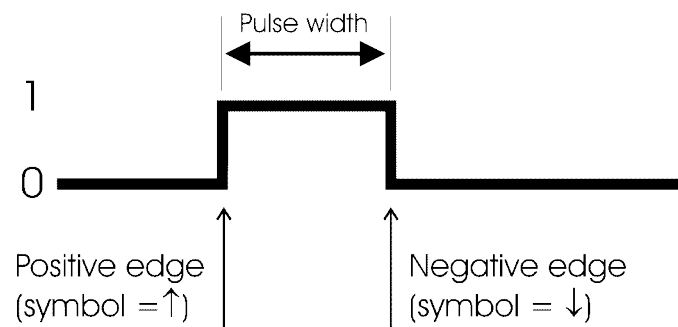 Pulse width
1
0
Positive edge
(symbol =↑)
Negative edge
(symbol = ↓)